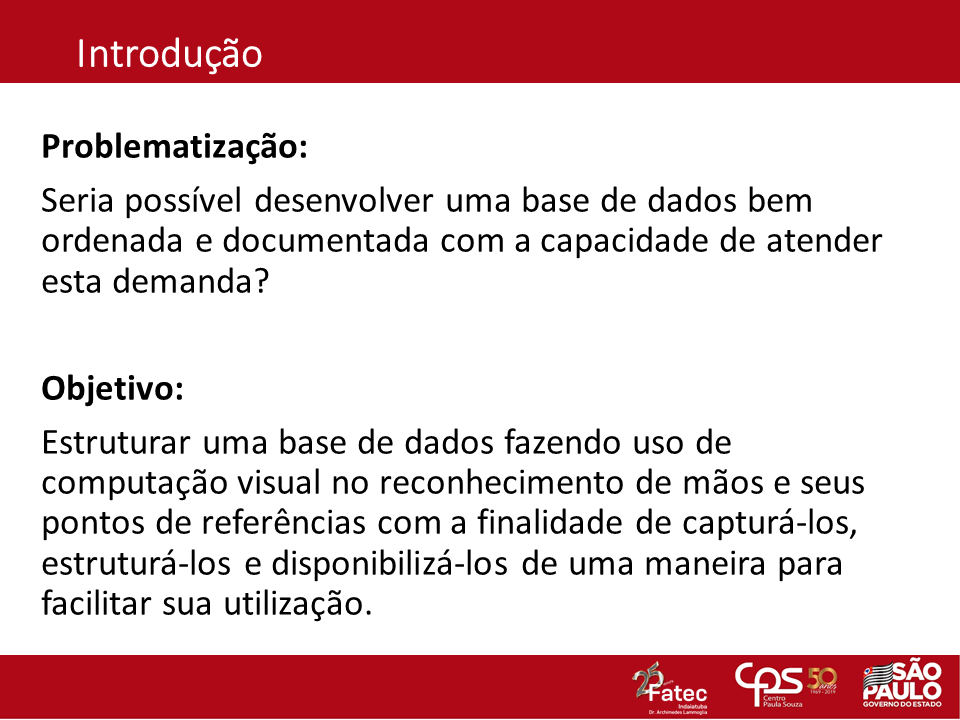 Introdução
Problematização:
Seria possível desenvolver uma base de dados bem
ordenada e documentada com a capacidade de atender
esta demanda?
Objetivo:
Estruturar uma base de dados fazendo uso de
computação visual no reconhecimento de mãos e seus
pontos de referências com a finalidade de capturá-los,
estruturá-los e disponibilizá-los de uma maneira para
facilitar sua utilização.
25 Fatec
Indaiatuba
Dr. Archimedes Lammoglia
CPS
Centro
Paula Souza
50
anos
1969 - 2019
SÃO
PAULO
GOVERNO DO ESTADO